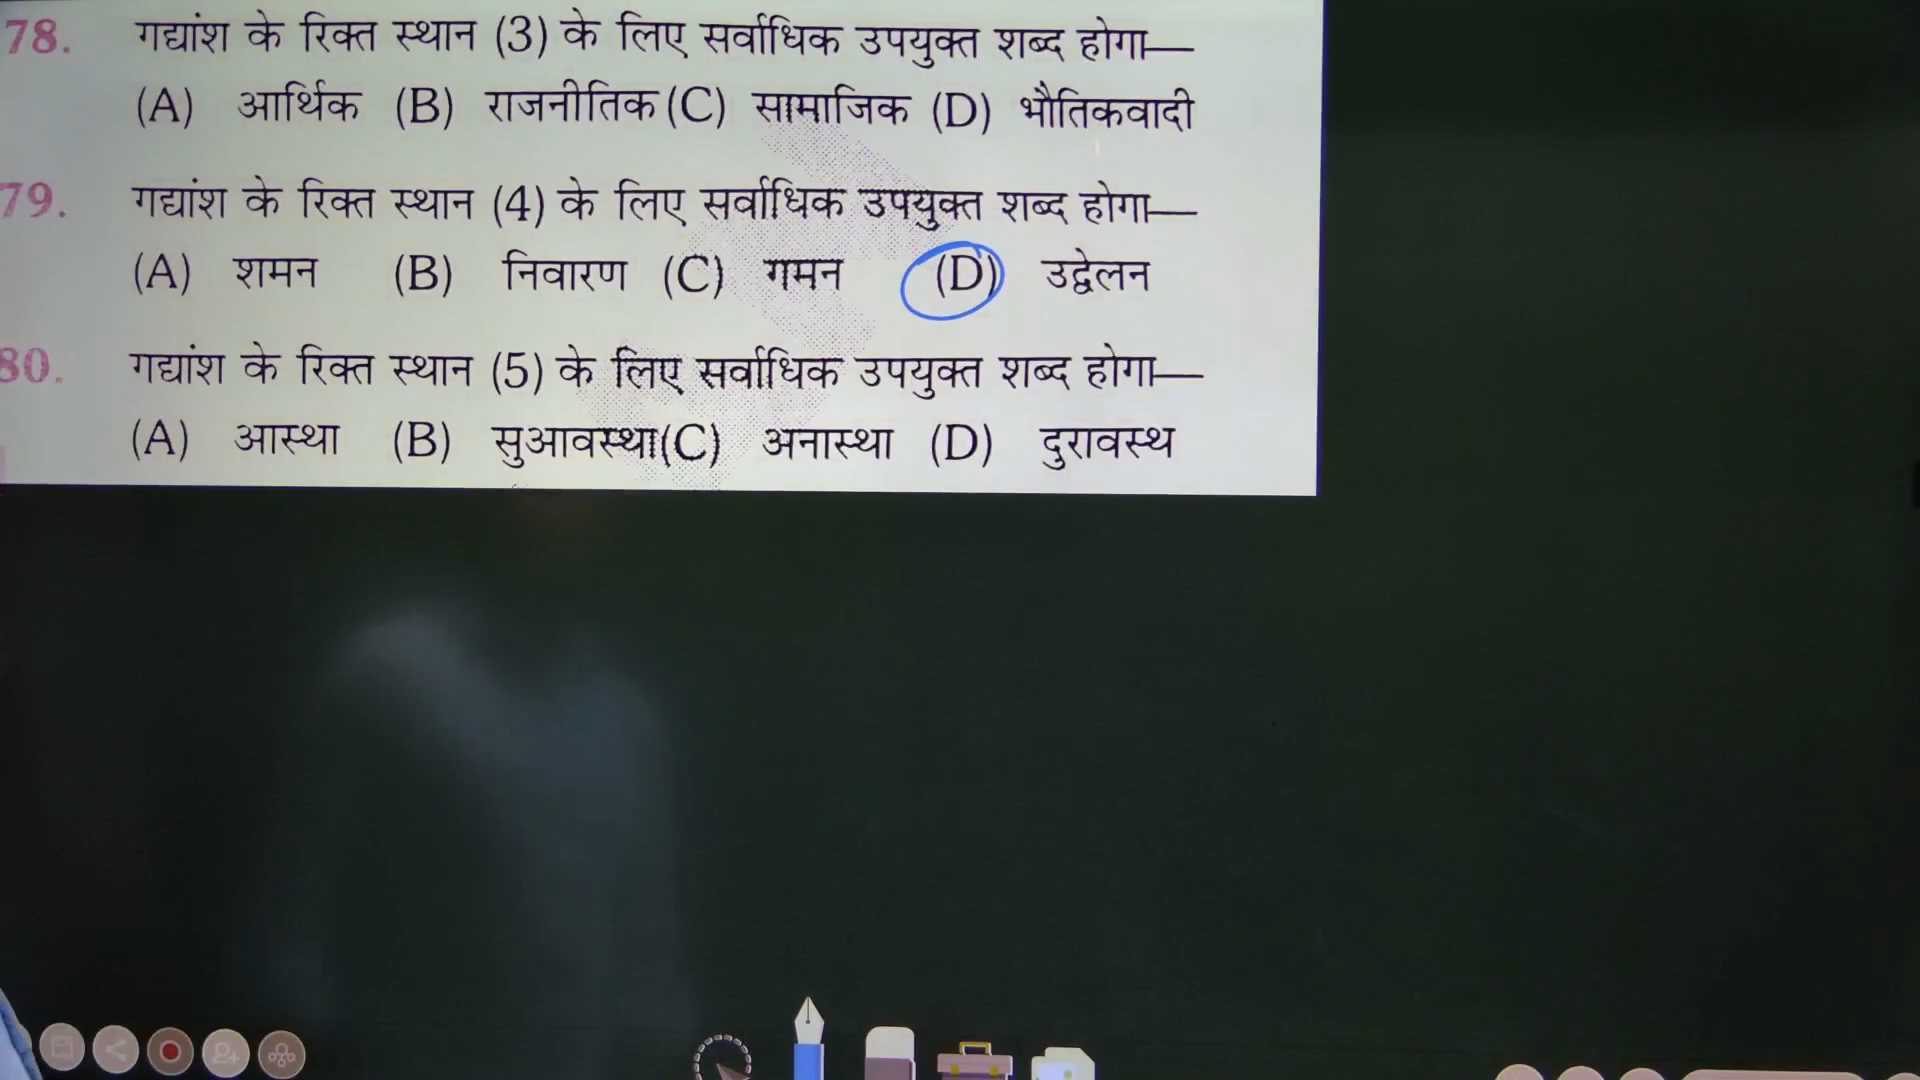 78. गद्यांश के रिक्त स्थान (3) के लिए सर्वाधिक उपयुक्त शब्द होगा—
(A) आर्थिक (B) राजनीतिक (C) सामाजिक (D) भौतिकवादी
79. गद्यांश के रिक्त स्थान (4) के लिए सर्वाधिक उपयुक्त शब्द होगा—
(A) शमन (B) निवारण (C) गमन (D) उद्वेलन
80. गद्यांश के रिक्त स्थान (5) के लिए सर्वाधिक उपयुक्त शब्द होगा—
(A) आस्था (B) सुआवस्था (C) अनास्था (D) दुरावस्थ